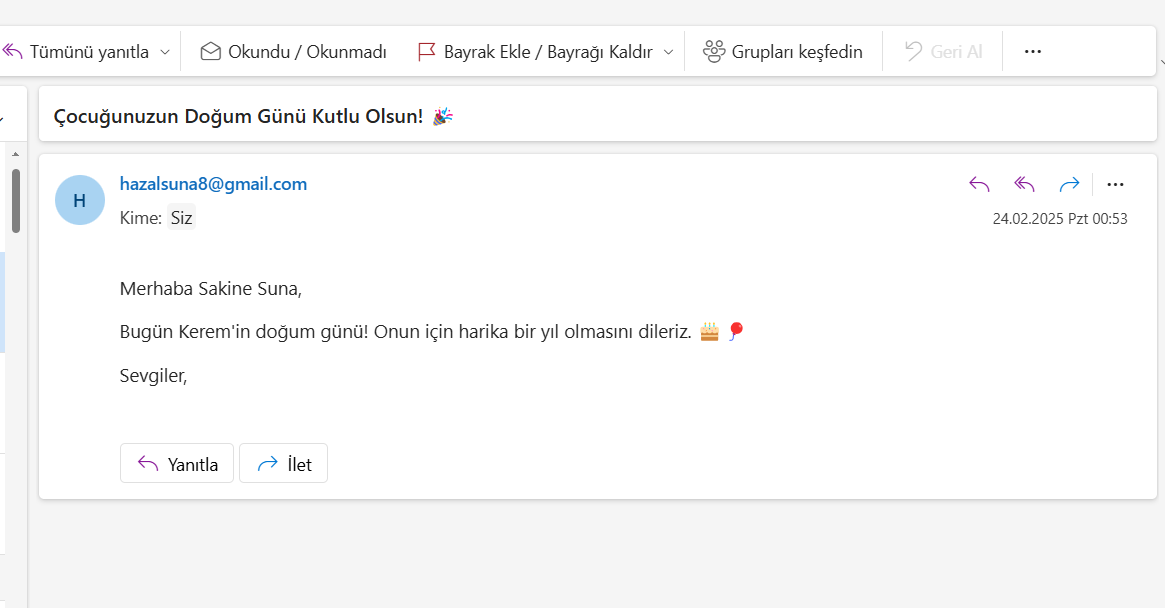 Tümünü yanıtla
Okundu / Okunmadı
Bayrak Ekle / Bayrağı Kaldır
Grupları keşfedin
Geri Al
Çocuğunuzun Doğum Günü Kutlu Olsun! 🎉
H
hazalsuna8@gmail.com
Kime: Siz
24.02.2025 Pzt 00:53
Merhaba Sakine Suna,
Bugün Kerem'in doğum günü! Onun için harika bir yıl olmasını dileriz. 🎂 🎈
Sevgiler,
Yanıtla
İlet